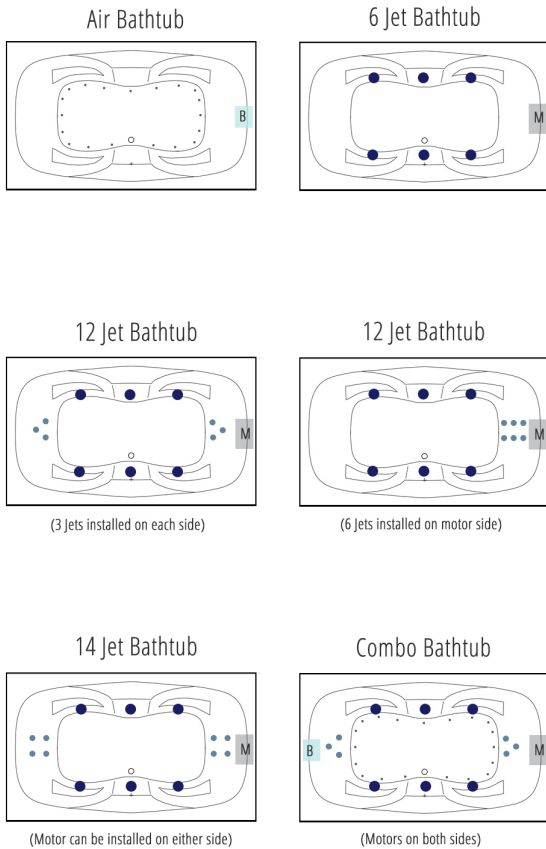 Air Bathtub
6 Jet Bathtub
B
M
12 Jet Bathtub
12 Jet Bathtub
M
M
(3 Jets installed on each side)
(6 Jets installed on motor side)
14 Jet Bathtub
Combo Bathtub
M
B
M
(Motor can be installed on either side)
(Motors on both sides)